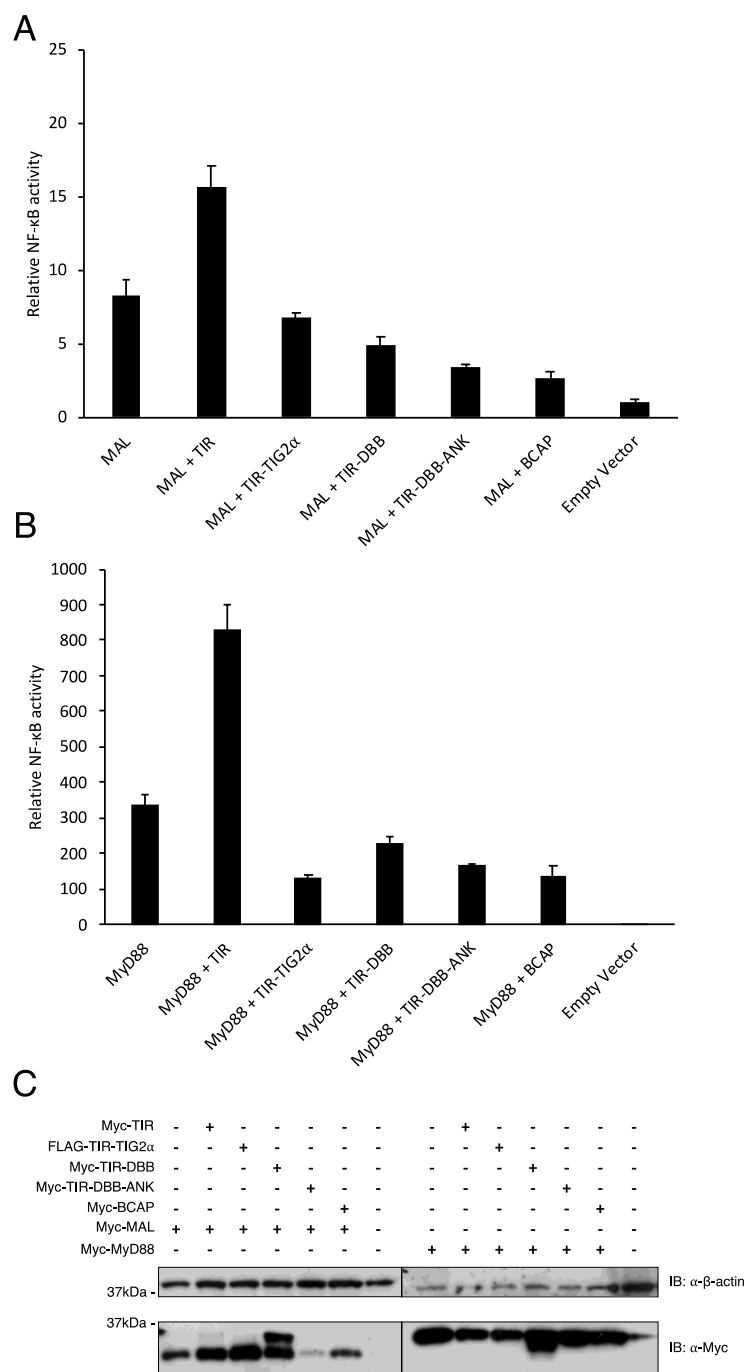 A
Relative NF-κB activity
25
20
15
10
5
0
MAL
MAL + TIR
MAL + TIR-TIG2α
MAL + TIR-DBB
MAL + TIR-DBB-ANK
MAL + BCAP
Empty Vector
B
Relative NF-κB activity
1000
900
800
700
600
500
400
300
200
100
0
MyD88
MyD88 + TIR
MyD88 + TIR-TIG2α
MyD88 + TIR-DBB
MyD88 + TIR-DBB-ANK
MyD88 + BCAP
Empty Vector
C
Myc-TIR - + - - - - - - + - - - - -
FLAG-TIR-TIG2α - - + - - - - - - + - - - -
Myc-TIR-DBB - - - + - - - - - - + - - -
Myc-TIR-DBB-ANK - - - - + - - - - - - + - -
Myc-BCAP - - - - - + - - - - - - + -
Myc-MAL + + + + + + - - - - - - - -
Myc-MyD88 - - - - - - - + + + + + + -
37kDa - IB: α-β-actin
37kDa - IB: α-Myc